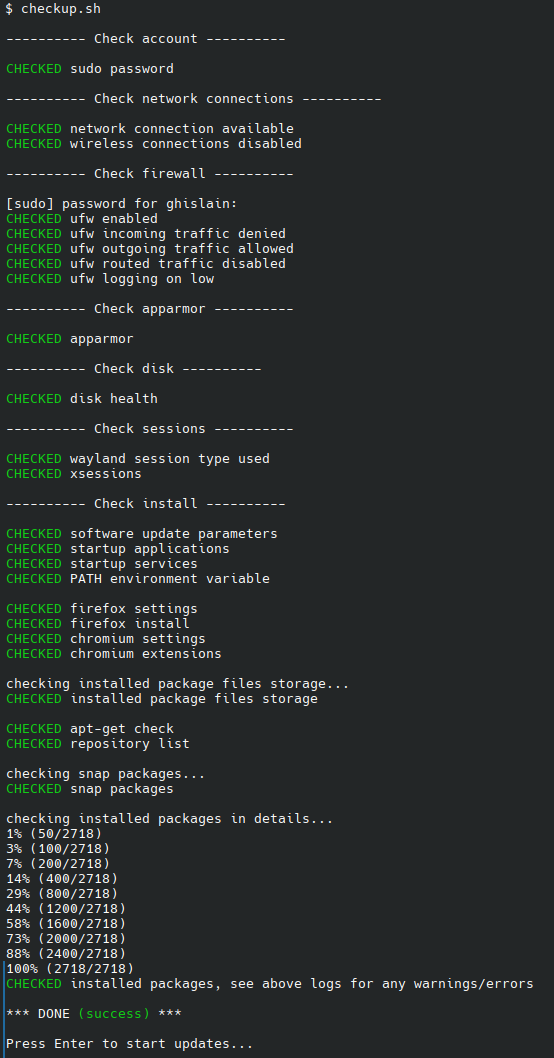 $ checkup.sh
---------- Check account ----------
CHECKED sudo password
---------- Check network connections ----------
CHECKED network connection available
CHECKED wireless connections disabled
---------- Check firewall ----------
[sudo] password for ghislain:
CHECKED ufw enabled
CHECKED ufw incoming traffic denied
CHECKED ufw outgoing traffic allowed
CHECKED ufw routed traffic disabled
CHECKED ufw logging on low
---------- Check apparmor ----------
CHECKED apparmor
---------- Check disk ----------
CHECKED disk health
---------- Check sessions ----------
CHECKED wayland session type used
CHECKED xsessions
---------- Check install ----------
CHECKED software update parameters
CHECKED startup applications
CHECKED startup services
CHECKED PATH environment variable
CHECKED firefox settings
CHECKED firefox install
CHECKED chromium settings
CHECKED chromium extensions
checking installed package files storage...
CHECKED installed package files storage
CHECKED apt-get check
CHECKED repository list
checking snap packages...
CHECKED snap packages
checking installed packages in details...
1% (50/2718)
3% (100/2718)
7% (200/2718)
14% (400/2718)
29% (800/2718)
44% (1200/2718)
58% (1600/2718)
73% (2000/2718)
88% (2400/2718)
100% (2718/2718)
CHECKED installed packages, see above logs for any warnings/errors
*** DONE (success) ***
Press Enter to start updates...